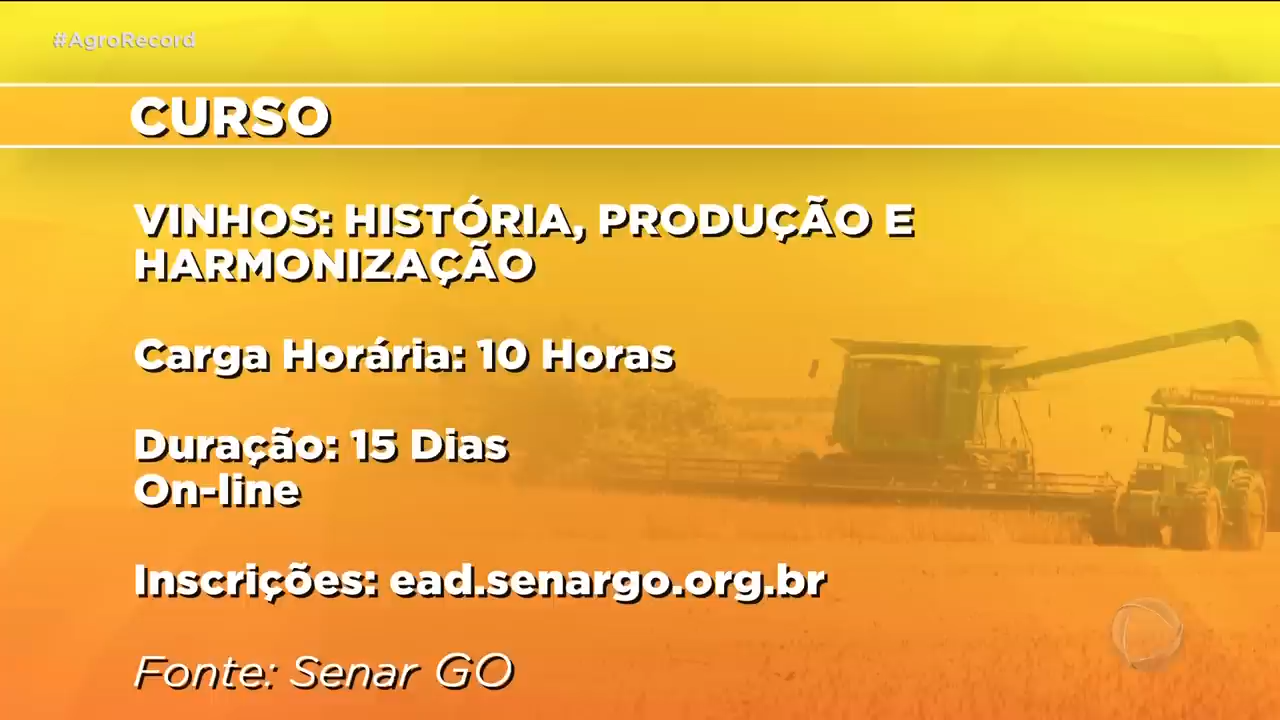 #AgroRecord
CURSO
VINHOS: HISTÓRIA, PRODUÇÃO E
HARMONIZAÇÃO
Carga Horária: 10 Horas
Duração: 15 Dias
On-line
Inscrições: ead.senargo.org.br
Fonte: Senar GO